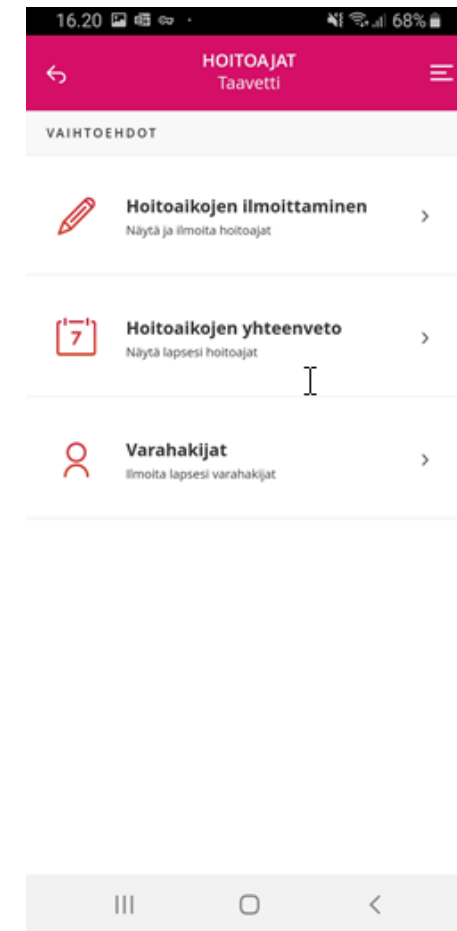 16.20 68%
HOITOAJAT
Taavetti
VAIHTOEHDOT
Hoitoaikojen ilmoittaminen
Näytä ja ilmoita hoitoajat
7
Hoitoaikojen yhteenveto
Näytä lapsesi hoitoajat
Varahakijat
Ilmoita lapsesi varahakijat